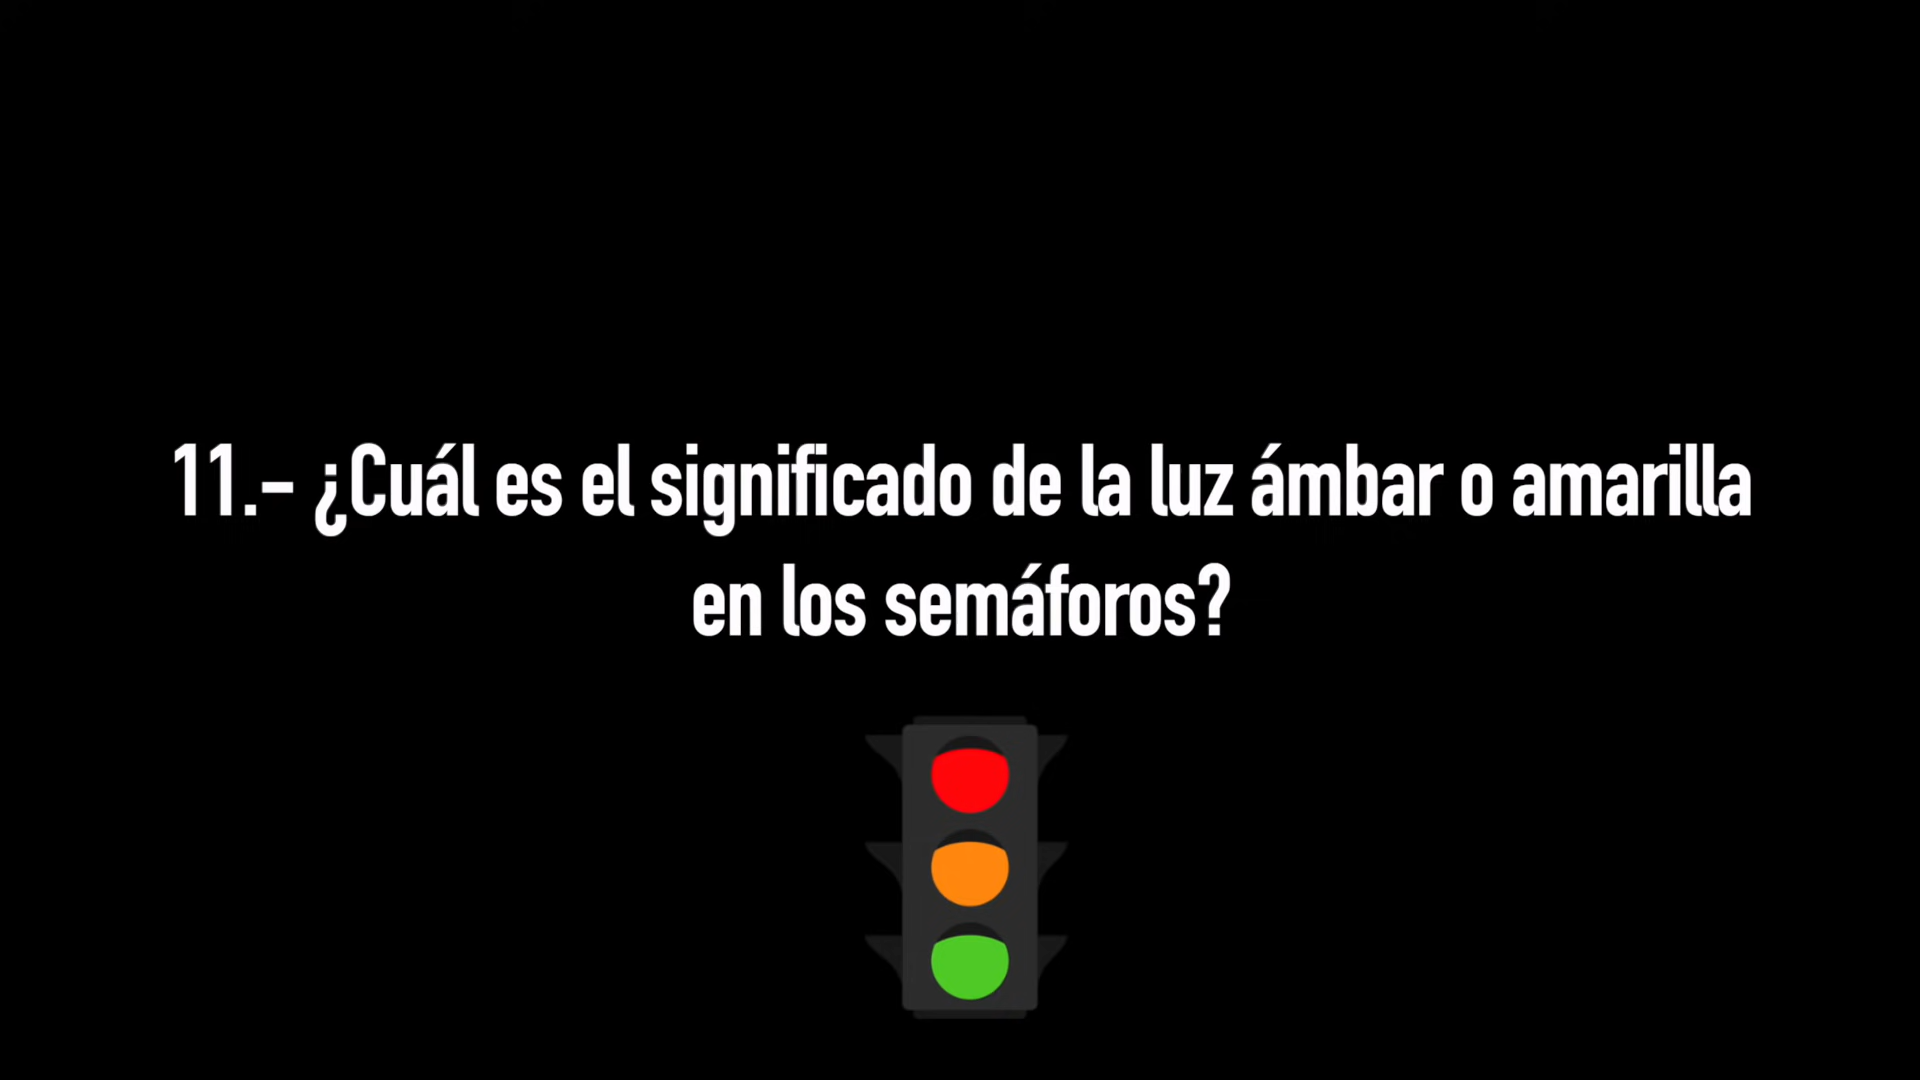 11.- ¿Cuál es el significado de la luz ámbar o amarilla
en los semáforos?